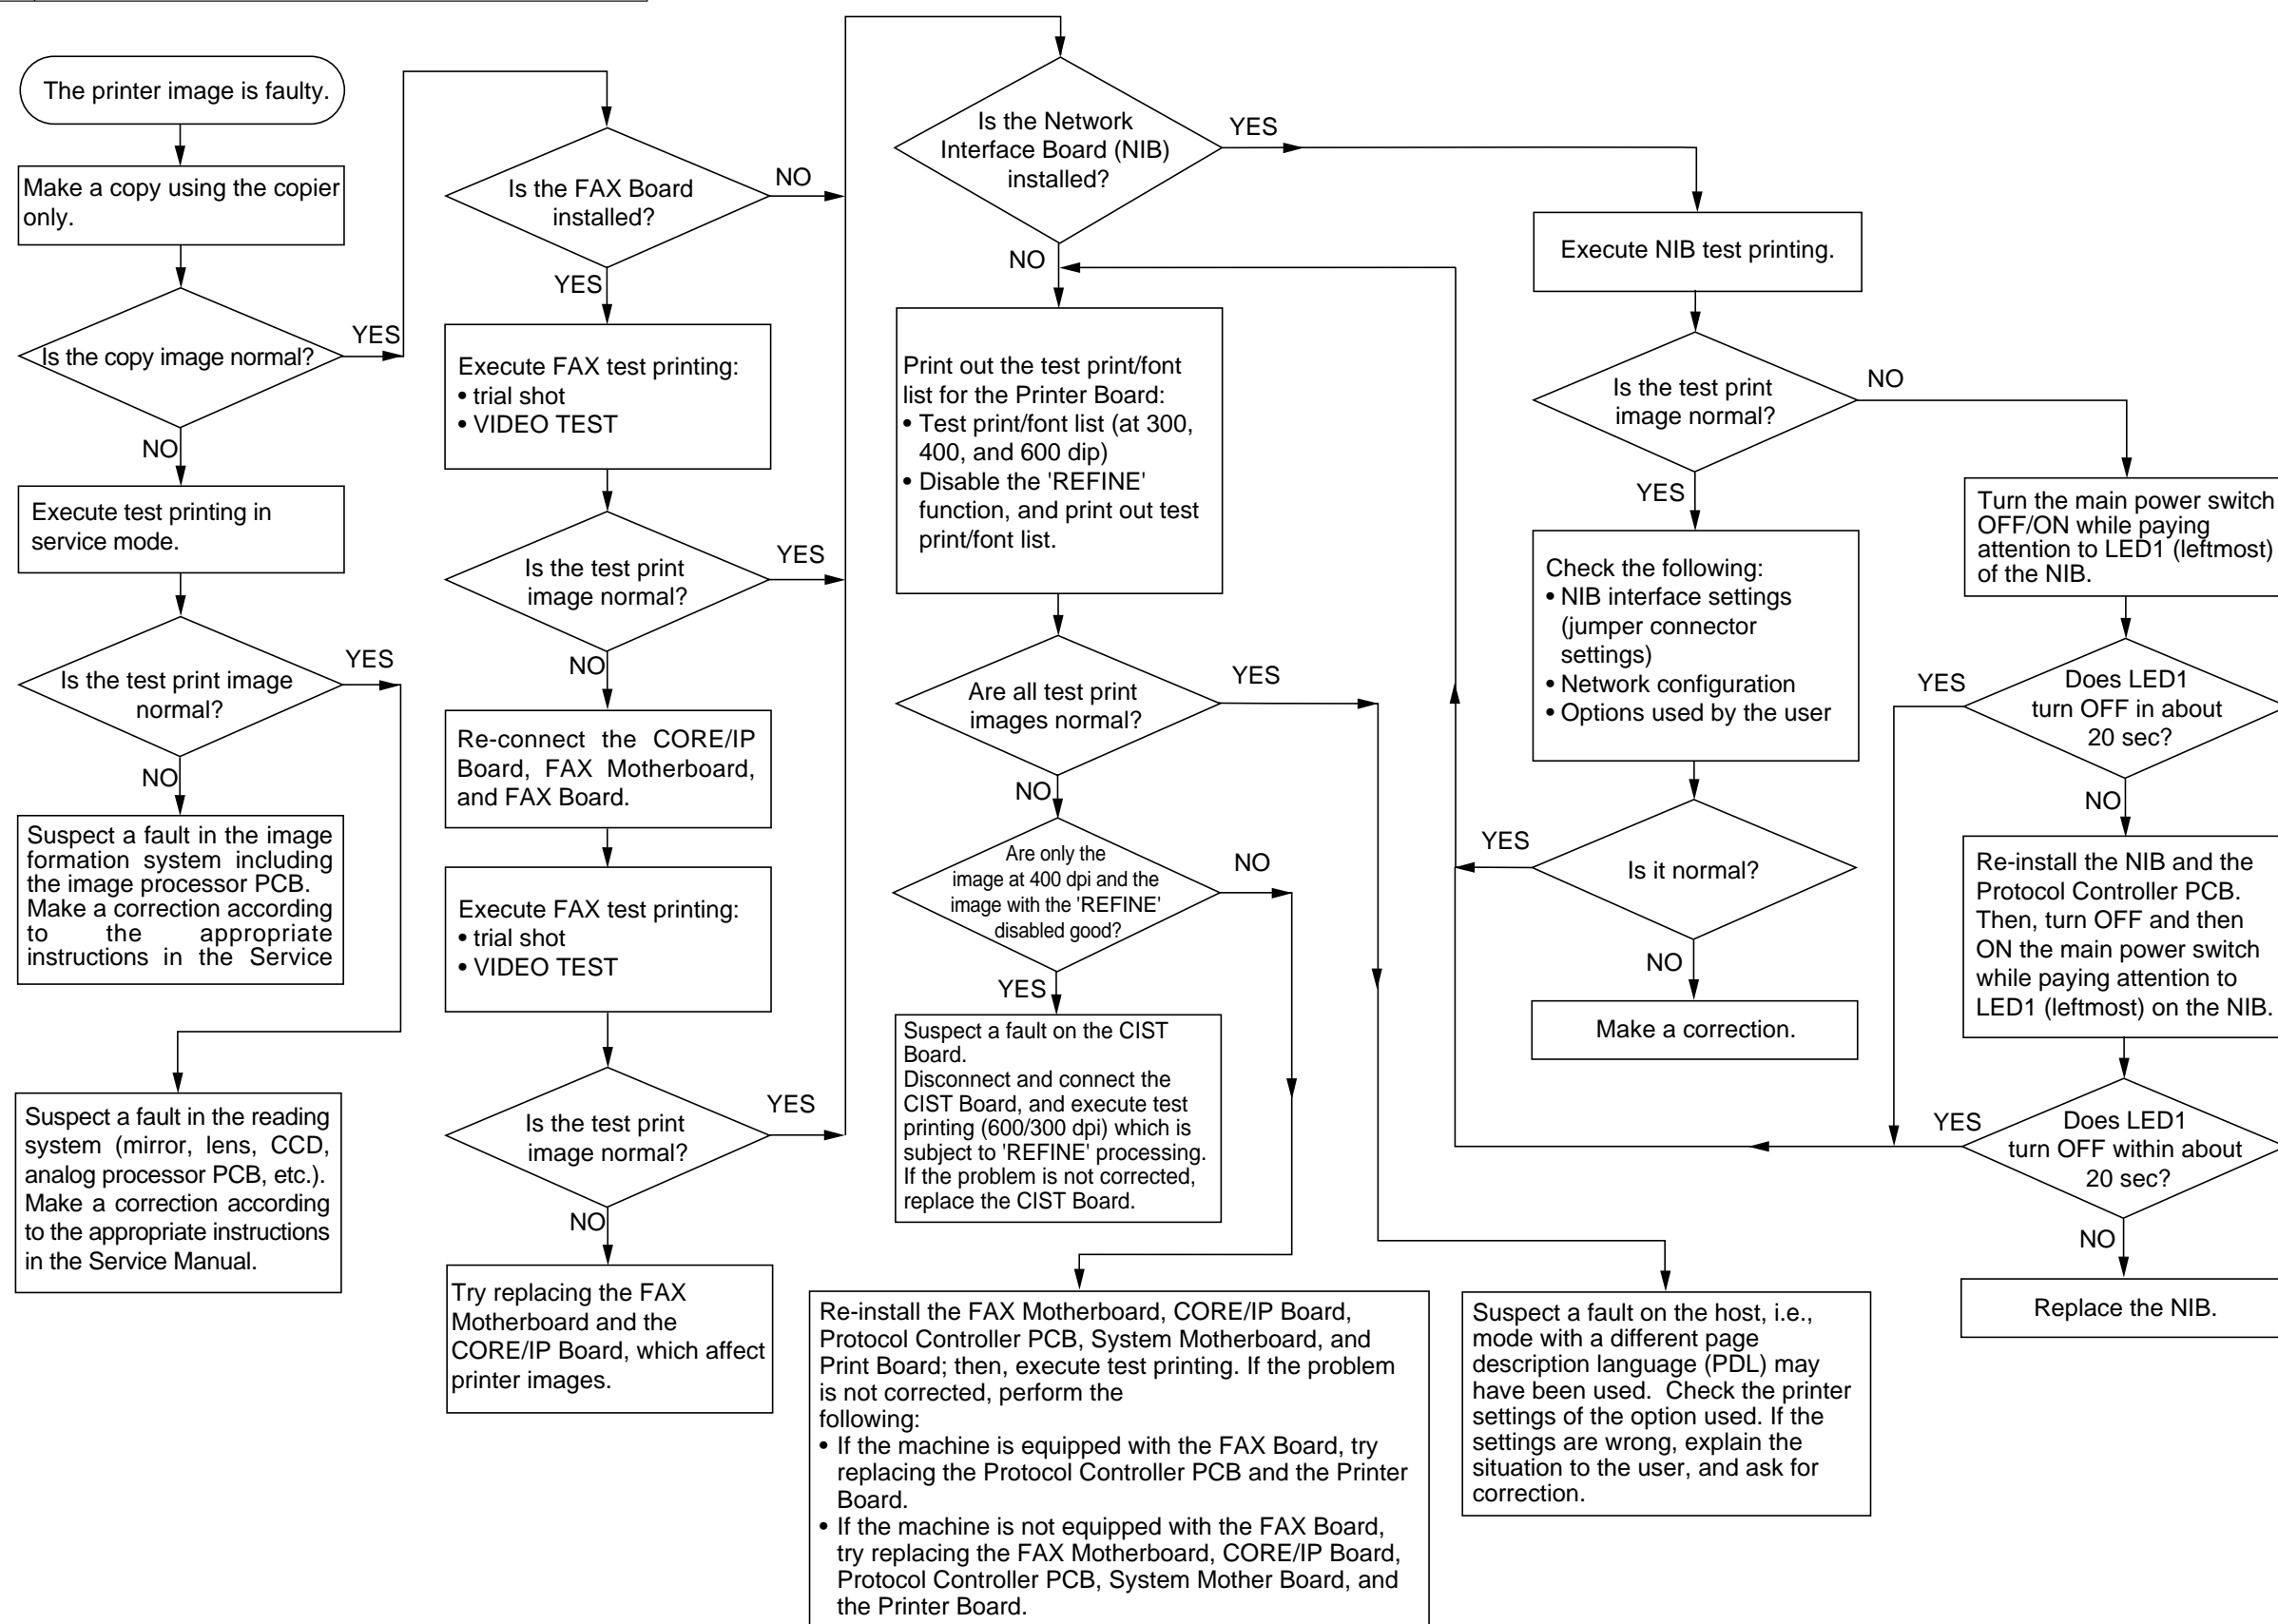 The printer image is faulty.
Make a copy using the copier
only.
Is the copy image normal?
YES
NO
Execute test printing in
service mode.
Is the test print image
normal?
YES
NO
Suspect a fault in the image
formation system including
the image processor PCB.
Make a correction according
to the appropriate
instructions in the Service
Suspect a fault in the reading
system (mirror, lens, CCD,
analog processor PCB, etc.).
Make a correction according
to the appropriate instructions
in the Service Manual.
Is the FAX Board
installed?
NO
YES
Execute FAX test printing:
• trial shot
• VIDEO TEST
Is the test print
image normal?
YES
NO
Re-connect the CORE/IP
Board, FAX Motherboard,
and FAX Board.
Execute FAX test printing:
• trial shot
• VIDEO TEST
Is the test print
image normal?
YES
NO
Try replacing the FAX
Motherboard and the
CORE/IP Board, which affect
printer images.
Is the Network
Interface Board (NIB)
installed?
YES
NO
Print out the test print/font
list for the Printer Board:
• Test print/font list (at 300,
400, and 600 dip)
• Disable the 'REFINE'
function, and print out test
print/font list.
Are all test print
images normal?
YES
NO
Are only the
image at 400 dpi and the
image with the 'REFINE'
disabled good?
NO
YES
Suspect a fault on the CIST
Board.
Disconnect and connect the
CIST Board, and execute test
printing (600/300 dpi) which is
subject to 'REFINE' processing.
If the problem is not corrected,
replace the CIST Board.
Re-install the FAX Motherboard, CORE/IP Board,
Protocol Controller PCB, System Motherboard, and
Print Board; then, execute test printing. If the problem
is not corrected, perform the
following:
• If the machine is equipped with the FAX Board, try
replacing the Protocol Controller PCB and the Printer
Board.
• If the machine is not equipped with the FAX Board,
try replacing the FAX Motherboard, CORE/IP Board,
Protocol Controller PCB, System Mother Board, and
the Printer Board.
Execute NIB test printing.
Is the test print
image normal?
NO
YES
Check the following:
• NIB interface settings
(jumper connector
settings)
• Network configuration
• Options used by the user
Is it normal?
YES
NO
Make a correction.
Suspect a fault on the host, i.e.,
mode with a different page
description language (PDL) may
have been used. Check the printer
settings of the option used. If the
settings are wrong, explain the
situation to the user, and ask for
correction.
Turn the main power switch
OFF/ON while paying
attention to LED1 (leftmost)
of the NIB.
Does LED1
turn OFF in about
20 sec?
YES
NO
Re-install the NIB and the
Protocol Controller PCB.
Then, turn OFF and then
ON the main power switch
while paying attention to
LED1 (leftmost) on the NIB.
Does LED1
turn OFF within about
20 sec?
YES
NO
Replace the NIB.